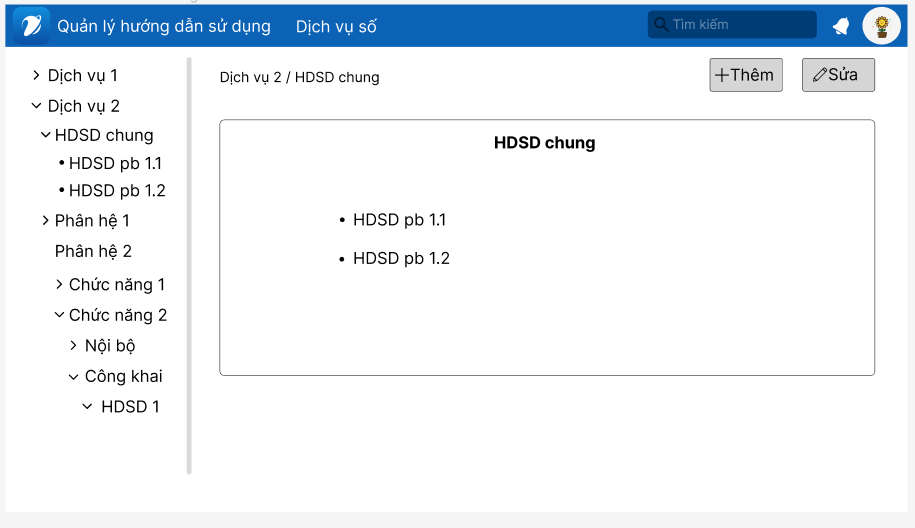 Quản lý hướng dẫn sử dụng Dịch vụ số Tìm kiếm
Dịch vụ 1
Dịch vụ 2
HDSD chung
• HDSD pb 1.1
• HDSD pb 1.2
Phân hệ 1
Phân hệ 2
Chức năng 1
Chức năng 2
Nội bộ
Công khai
HDSD 1
Dịch vụ 2 / HDSD chung
+Thêm
Sửa
HDSD chung
• HDSD pb 1.1
• HDSD pb 1.2